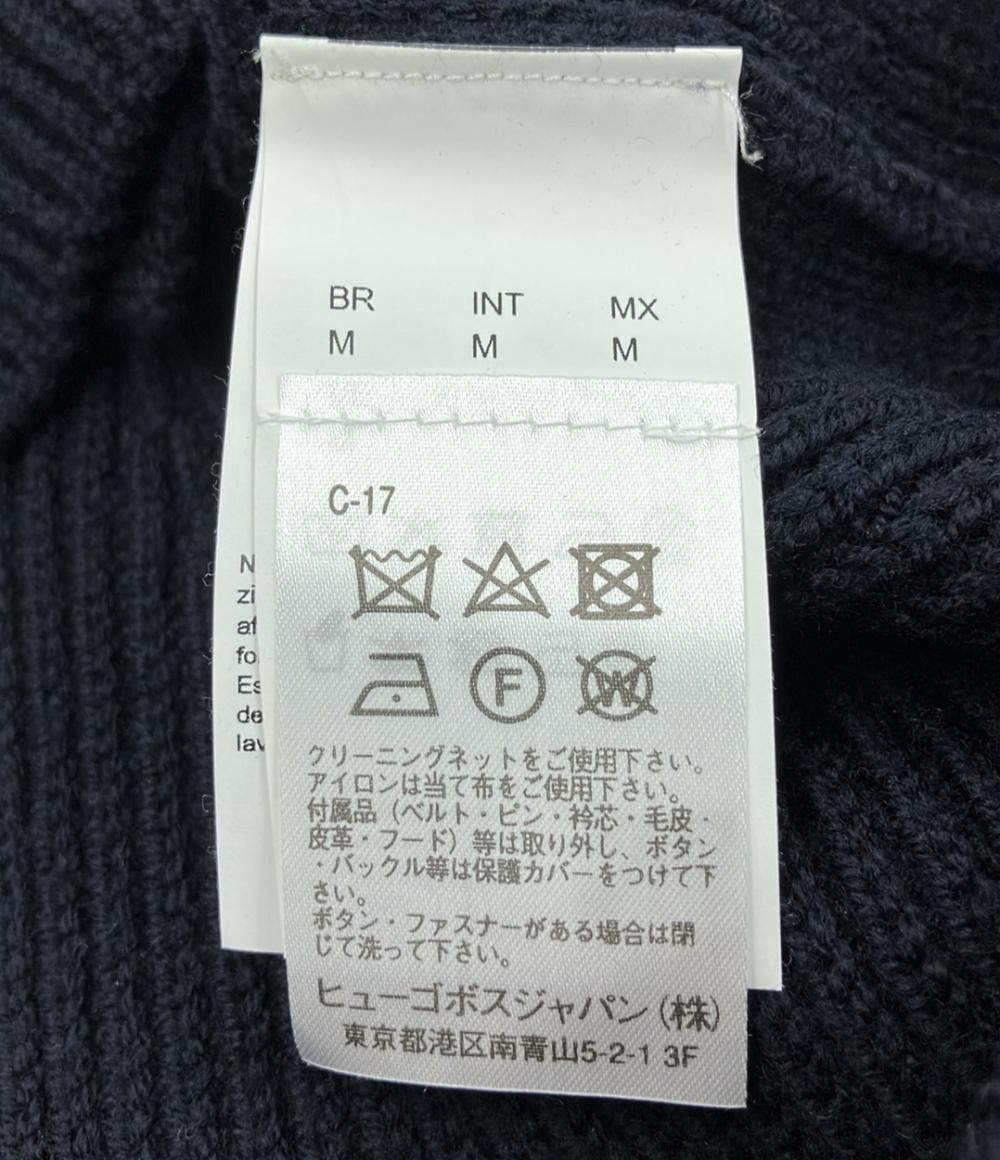 BR INT MX
M M M
C-17
F
W
N
zi
af
fo
Es
de
lav
クリーニングネットをご使用下さい。
アイロンは当て布をご使用下さい。
付属品（ベルト・ピン・衿芯・毛皮・
皮革・フード）等は取り外し、ボタン
・バックル等は保護カバーをつけて下
さい。
ボタン・ファスナーがある場合は閉
じて洗って下さい。
ヒューゴボスジャパン（株）
東京都港区南青山5-2-1 3F